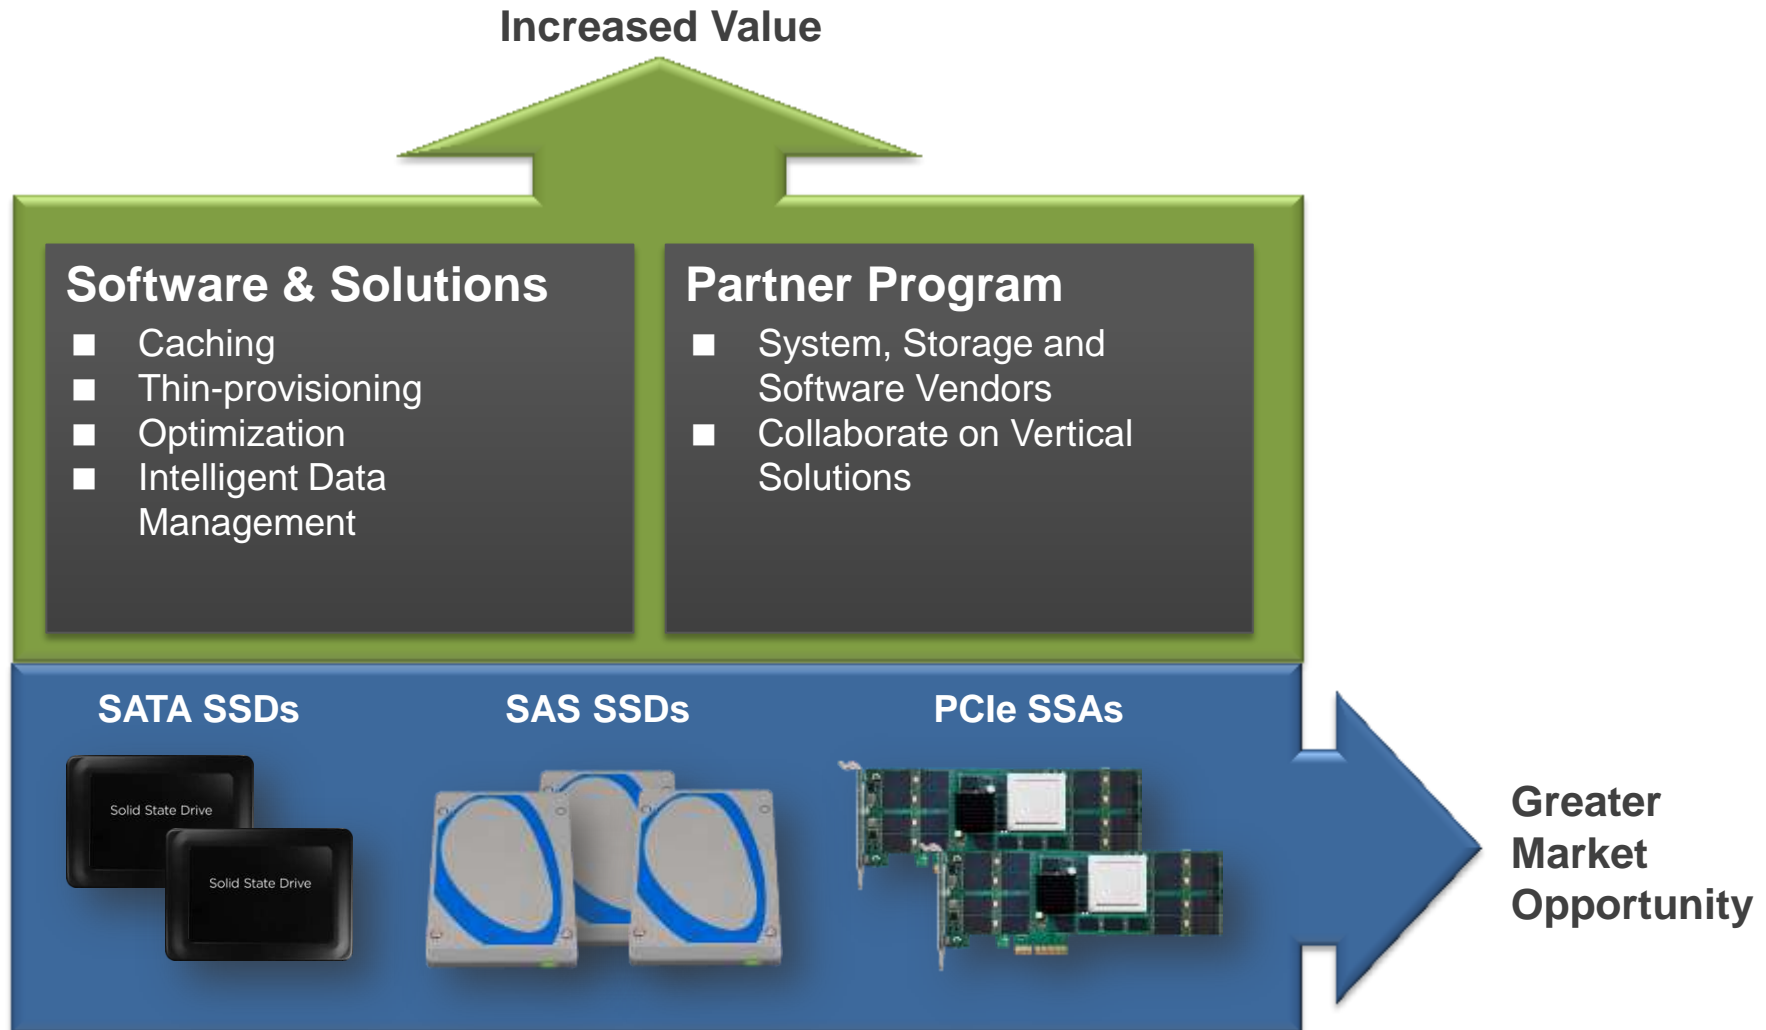 Increased Value
Software & Solutions
■ Caching
■ Thin-provisioning
■ Optimization
■ Intelligent Data
Management
Partner Program
■ System, Storage and
Software Vendors
■ Collaborate on Vertical
Solutions
SATA SSDs
SAS SSDs
PCIe SSAs
Solid State Drive
Solid State Drive
Greater
Market
Opportunity